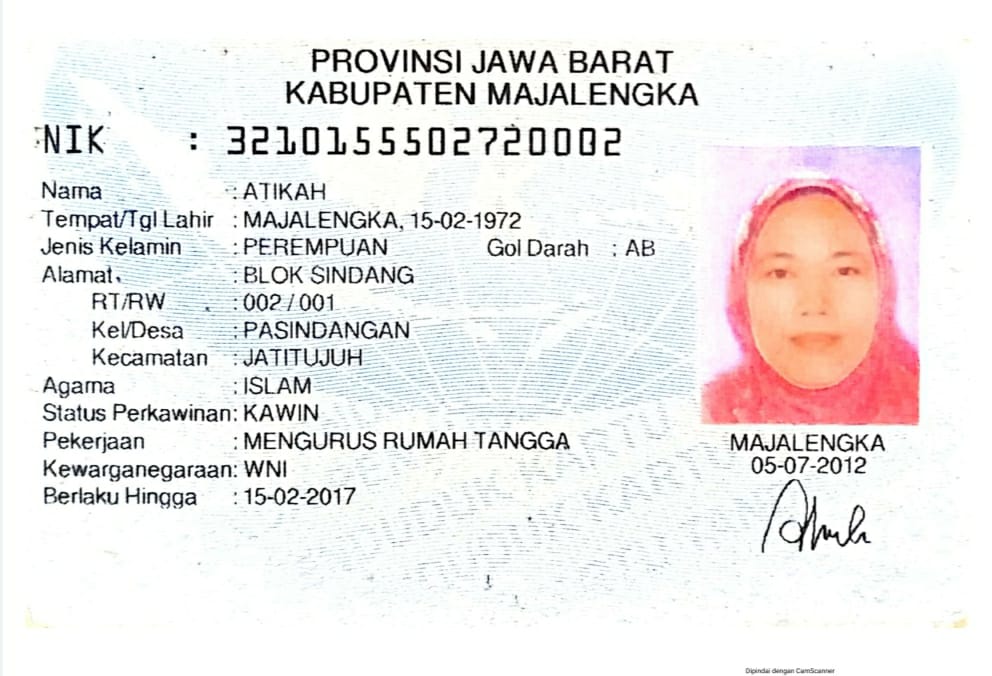 PROVINSI JAWA BARAT
KABUPATEN MAJALENGKA
NIK : 3210155502720002
Nama : ATIKAH
Tempat/Tgl Lahir : MAJALENGKA, 15-02-1972
Jenis Kelamin : PEREMPUAN Gol Darah : AB
Alamat : BLOK SINDANG
RT/RW : 002 / 001
Kel/Desa : PASINDANGAN
Kecamatan : JATITUJUH
Agama : ISLAM
Status Perkawinan: KAWIN
Pekerjaan : MENGURUS RUMAH TANGGA
Kewarganegaraan: WNI
Berlaku Hingga : 15-02-2017
MAJALENGKA
05-07-2012
Dipindai dengan CamScanner